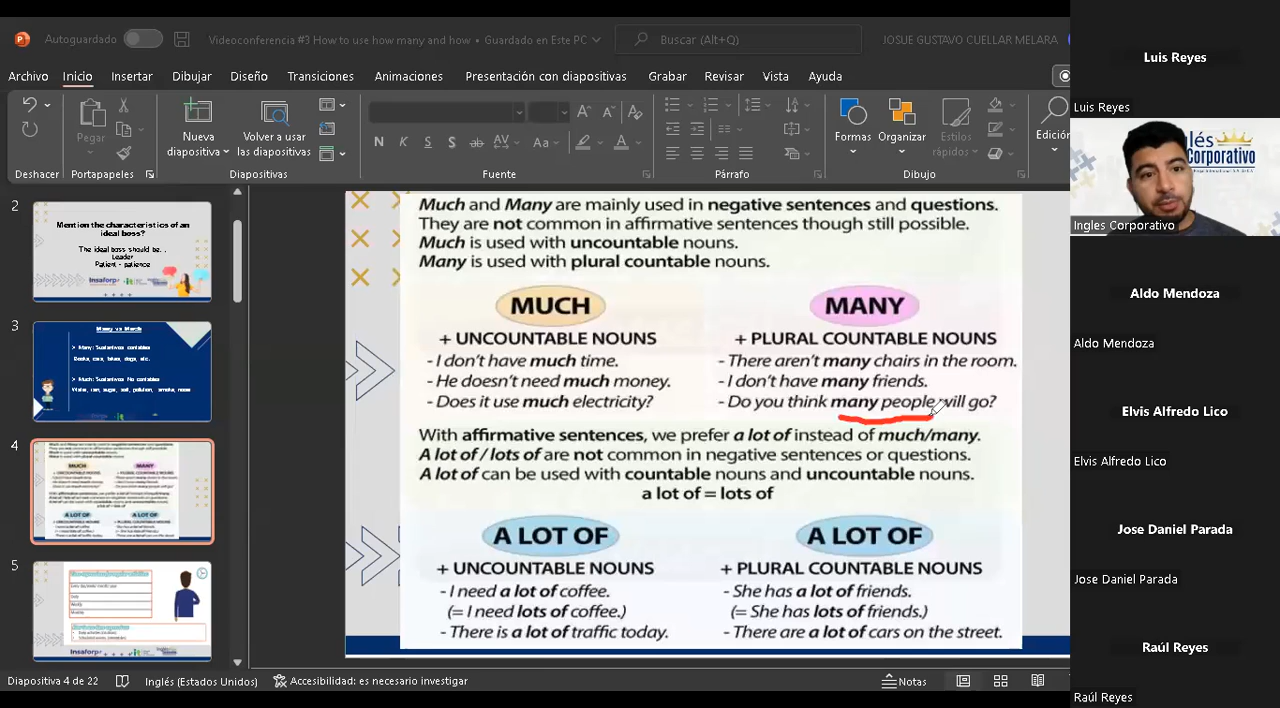 Autoguardado
Videoconferencia #3 How to use how many and how • Guardado en Este PC
Buscar (Alt+Q)
JOSUE GUSTAVO CUELLAR MELARA
Archivo Inicio Insertar Dibujar Diseño Transiciones Animaciones Presentación con diapositivas Grabar Revisar Vista Ayuda
Pegar
Nueva diapositiva
Volver a usar las diapositivas
Formas
Organizar
Estilos rápidos
Edición
Deshacer Portapapeles Diapositivas Fuente Párrafo Dibujo
2
Mention the characteristics of an
ideal boss?
The ideal boss should be...
Leader
Patient - patience
Insaforp
3
Many vs Much
Many: Sustantivos contables
Books, cars, bikes, dogs, etc.
Much: Sustantivos No contables
4
5
Insaforp
Much and Many are mainly used in negative sentences and questions.
They are not common in affirmative sentences though still possible.
Much is used with uncountable nouns.
Many is used with plural countable nouns.
MUCH
+ UNCOUNTABLE NOUNS
- I don't have much time.
- He doesn't need much money.
- Does it use much electricity?
MANY
+ PLURAL COUNTABLE NOUNS
- There aren't many chairs in the room.
- I don't have many friends.
- Do you think many people will go?
With affirmative sentences, we prefer a lot of instead of much/many.
A lot of / lots of are not common in negative sentences or questions.
A lot of can be used with countable nouns and uncountable nouns.
a lot of = lots of
A LOT OF
+ UNCOUNTABLE NOUNS
- I need a lot of coffee.
(= I need lots of coffee.)
- There is a lot of traffic today.
A LOT OF
+ PLURAL COUNTABLE NOUNS
- She has a lot of friends.
(= She has lots of friends.)
- There are a lot of cars on the street.
Diapositiva 4 de 22 Inglés (Estados Unidos) Accesibilidad: es necesario investigar Notas
Luis Reyes
Luis Reyes
glés
Corporativo
Ingles Corporativo
Aldo Mendoza
Aldo Mendoza
Elvis Alfredo Lico
Elvis Alfredo Lico
Jose Daniel Parada
Jose Daniel Parada
Raúl Reyes
Raúl Reyes